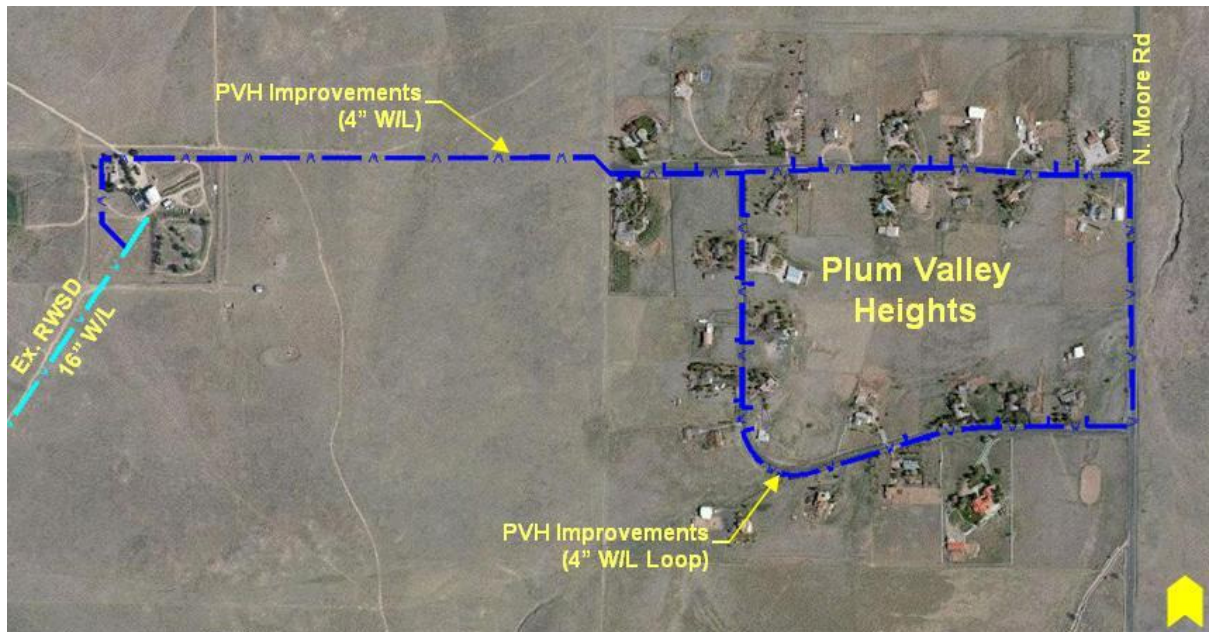 PVH Improvements
(4” W/L)
N. Moore Rd
Plum Valley
Heights
Ex. RWSD
16” W/L
PVH Improvements
(4” W/L Loop)